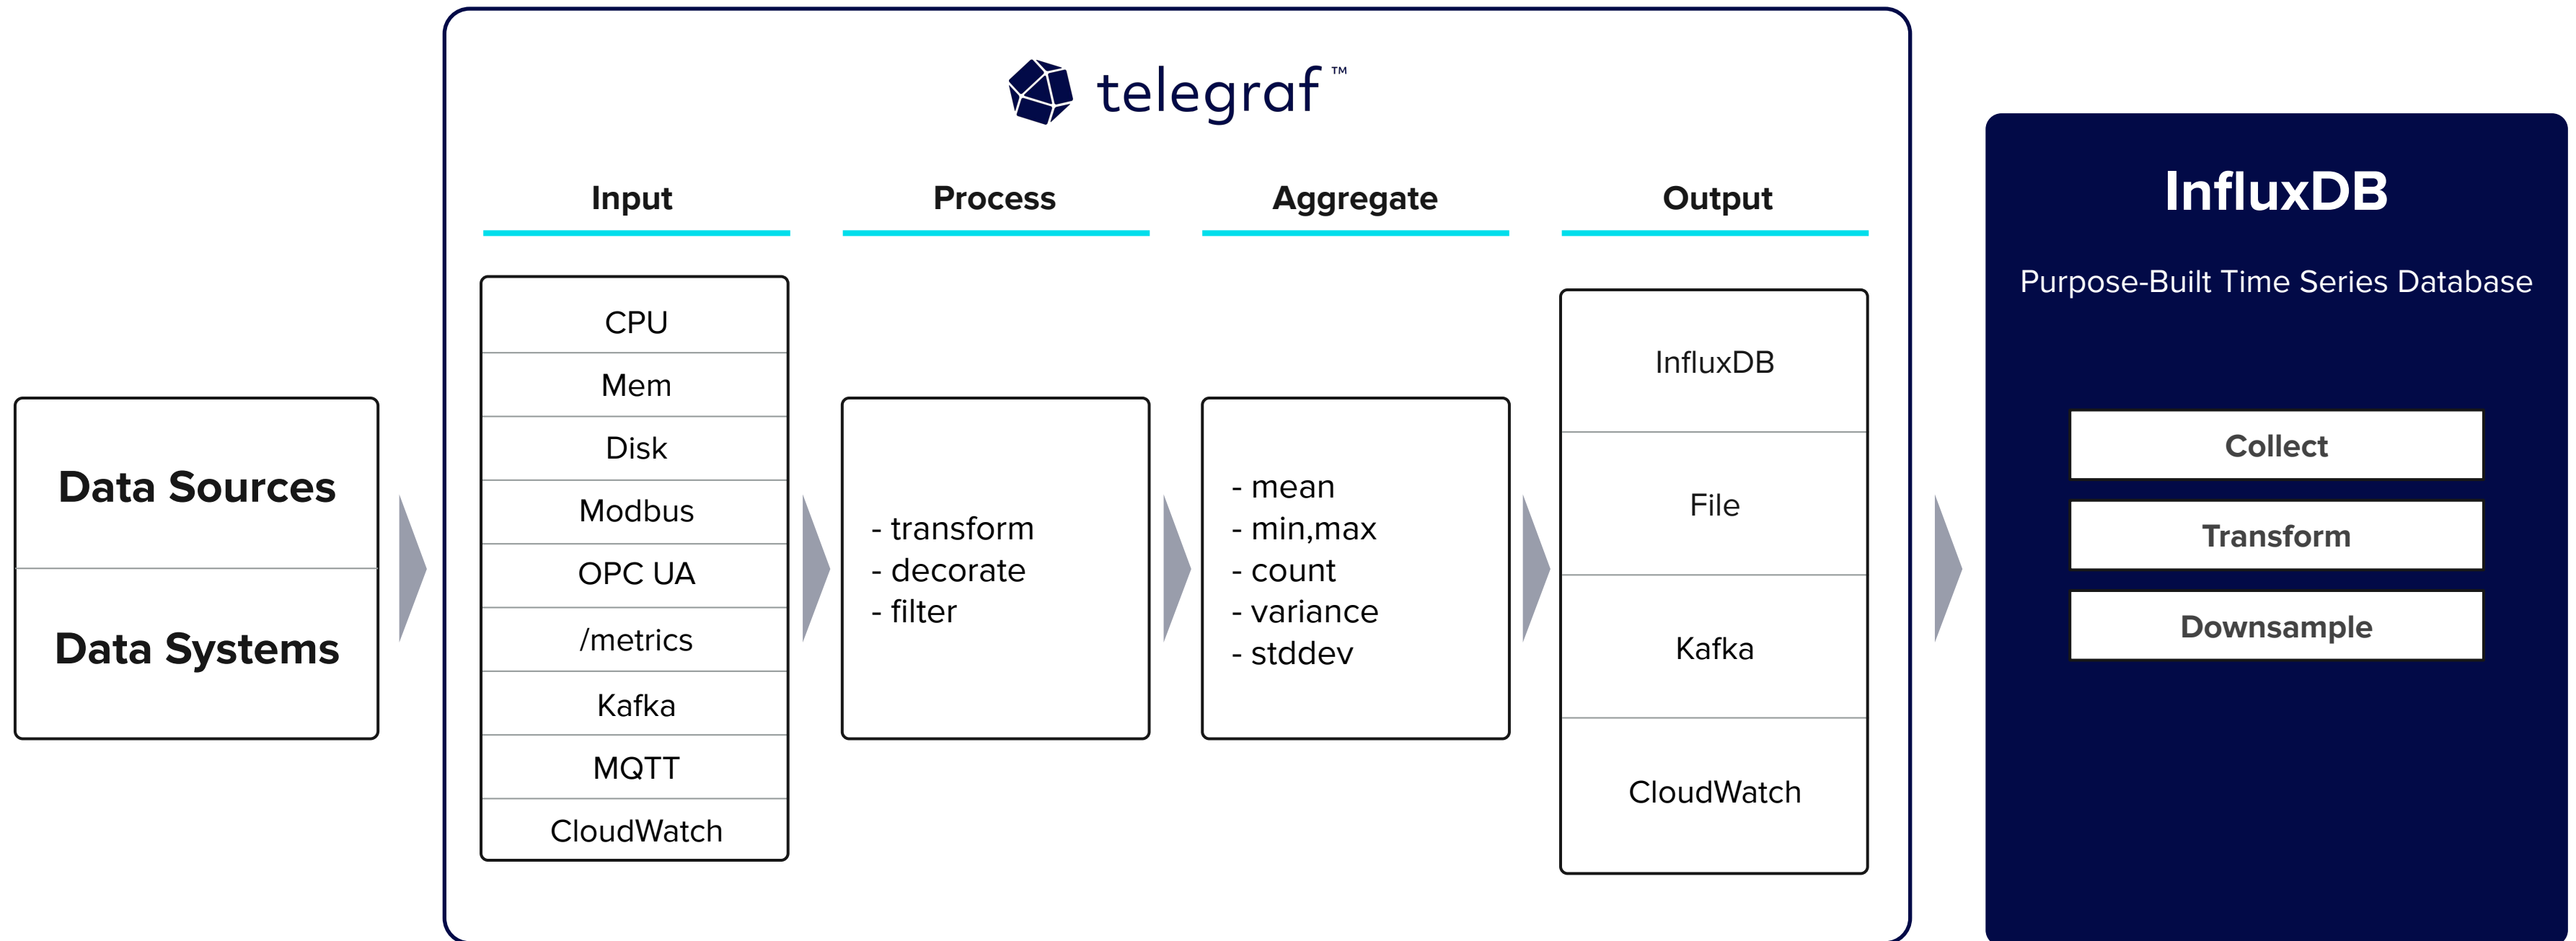 telegraf™
Input
Process
Aggregate
Output
Data Sources
Data Systems
CPU
Mem
Disk
Modbus
OPC UA
/metrics
Kafka
MQTT
CloudWatch
- transform
- decorate
- filter
- mean
- min,max
- count
- variance
- stddev
InfluxDB
File
Kafka
CloudWatch
InfluxDB
Purpose-Built Time Series Database
Collect
Transform
Downsample